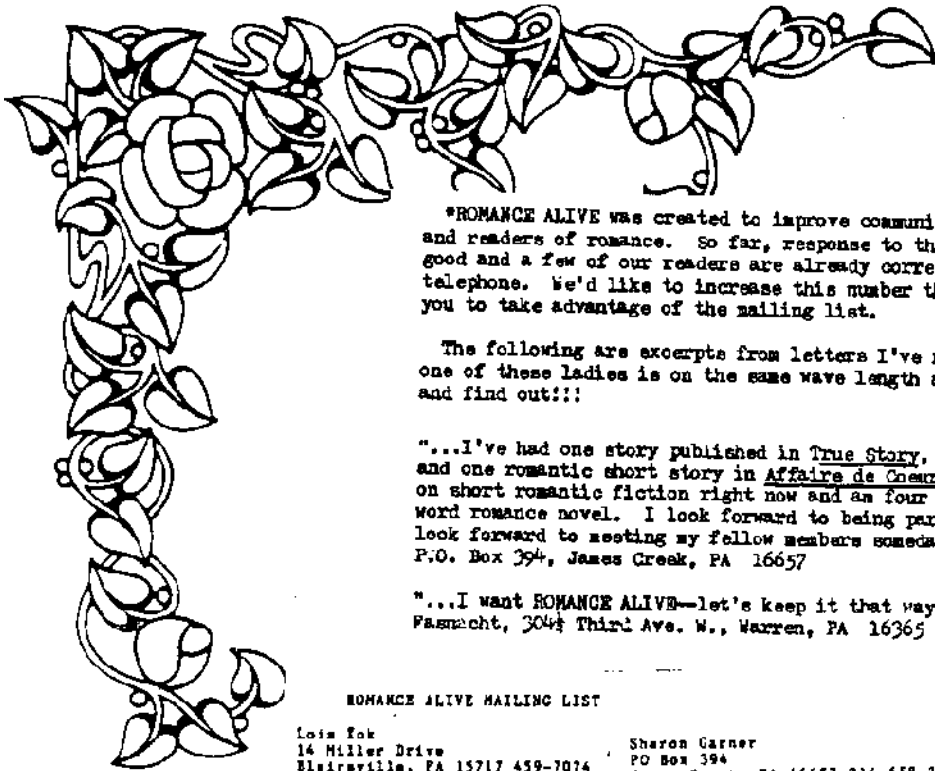 *ROMANCE ALIVE was created to improve communi
and readers of romance. So far, response to th
good and a few of our readers are already corre
telephone. We'd like to increase this number th
you to take advantage of the mailing list.
The following are excerpts from letters I've r
one of these ladies is on the same wave length a
and find out!!!
"...I've had one story published in True Story,
and one romantic short story in Affaire de Coeur
on short romantic fiction right now and am four
word romance novel. I look forward to being par
look forward to meeting my fellow members someda
P.O. Box 394, James Creek, PA 16657
"...I want ROMANCE ALIVE—let's keep it that way
Fasnacht, 304½ Third Ave. W., Warren, PA 16365
ROMANCE ALIVE MAILING LIST
Lois Fok
14 Miller Drive
Blairsville, PA 15717 459-7074
Sharon Garner
PO Box 394